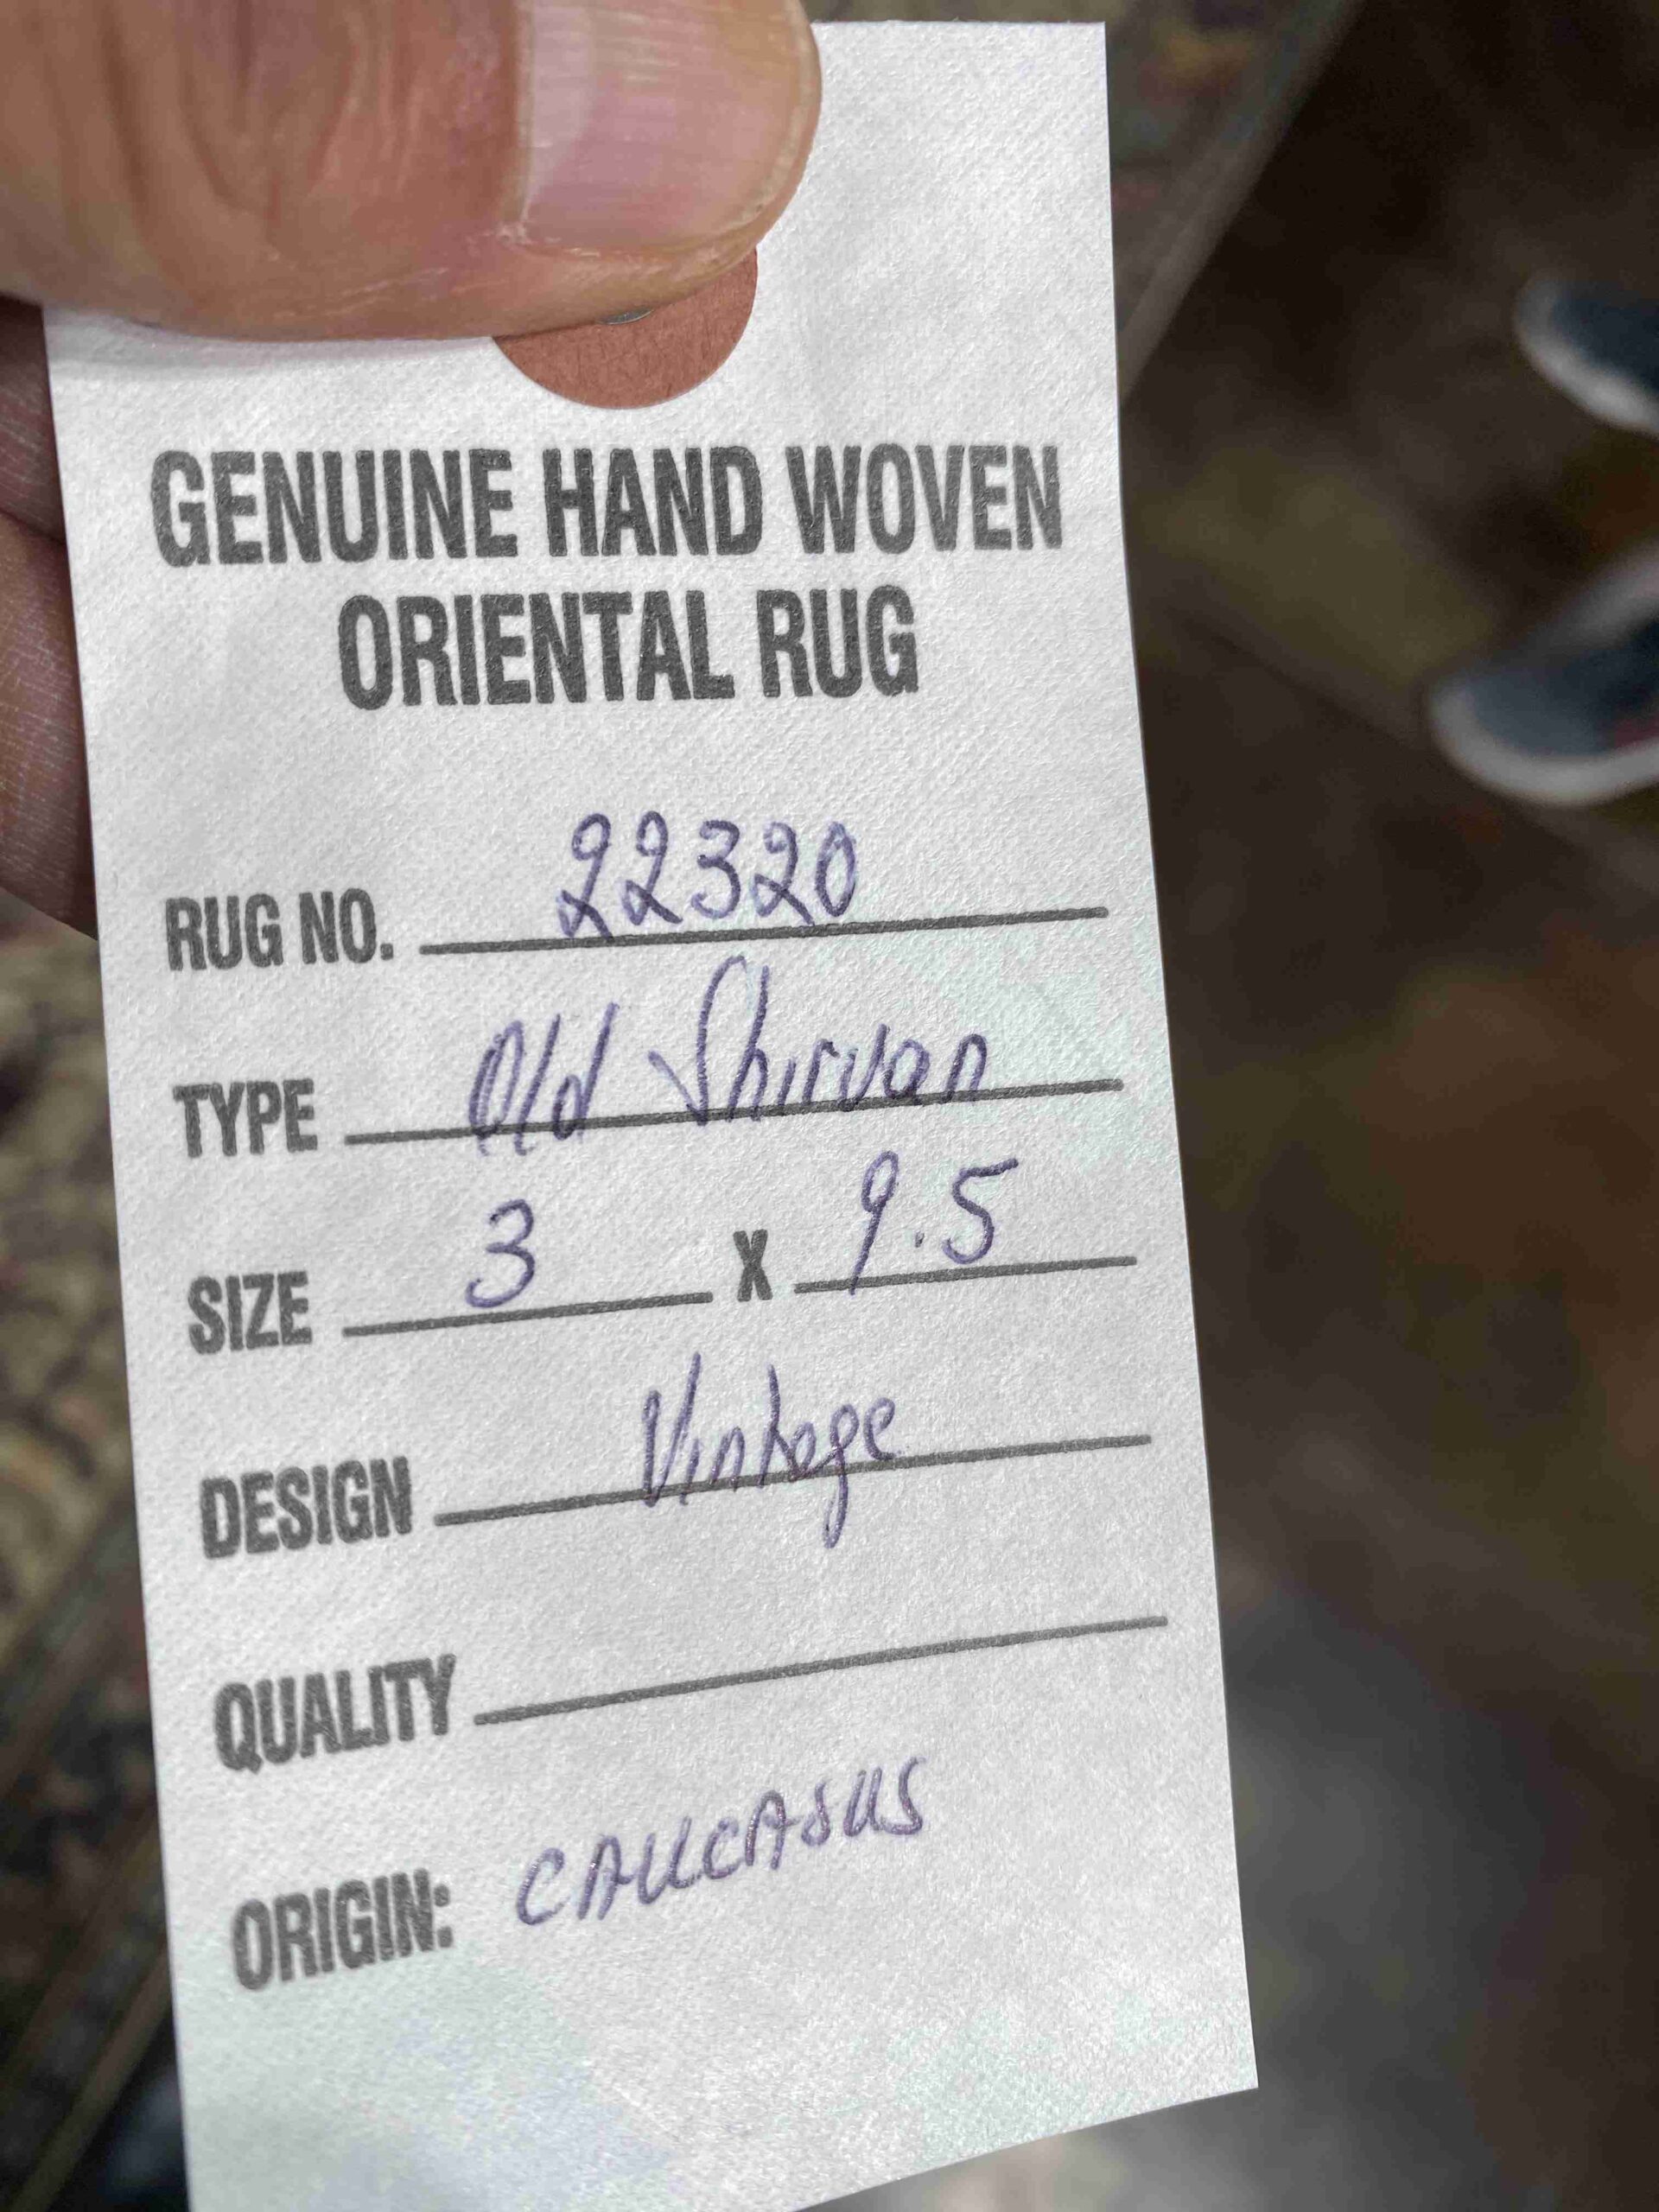 GENUINE HAND WOVEN
ORIENTAL RUG
RUG NO. 22320
TYPE Old Shirvan
SIZE 3 X 9.5
DESIGN Vintage
QUALITY
ORIGIN: CAUCASUS